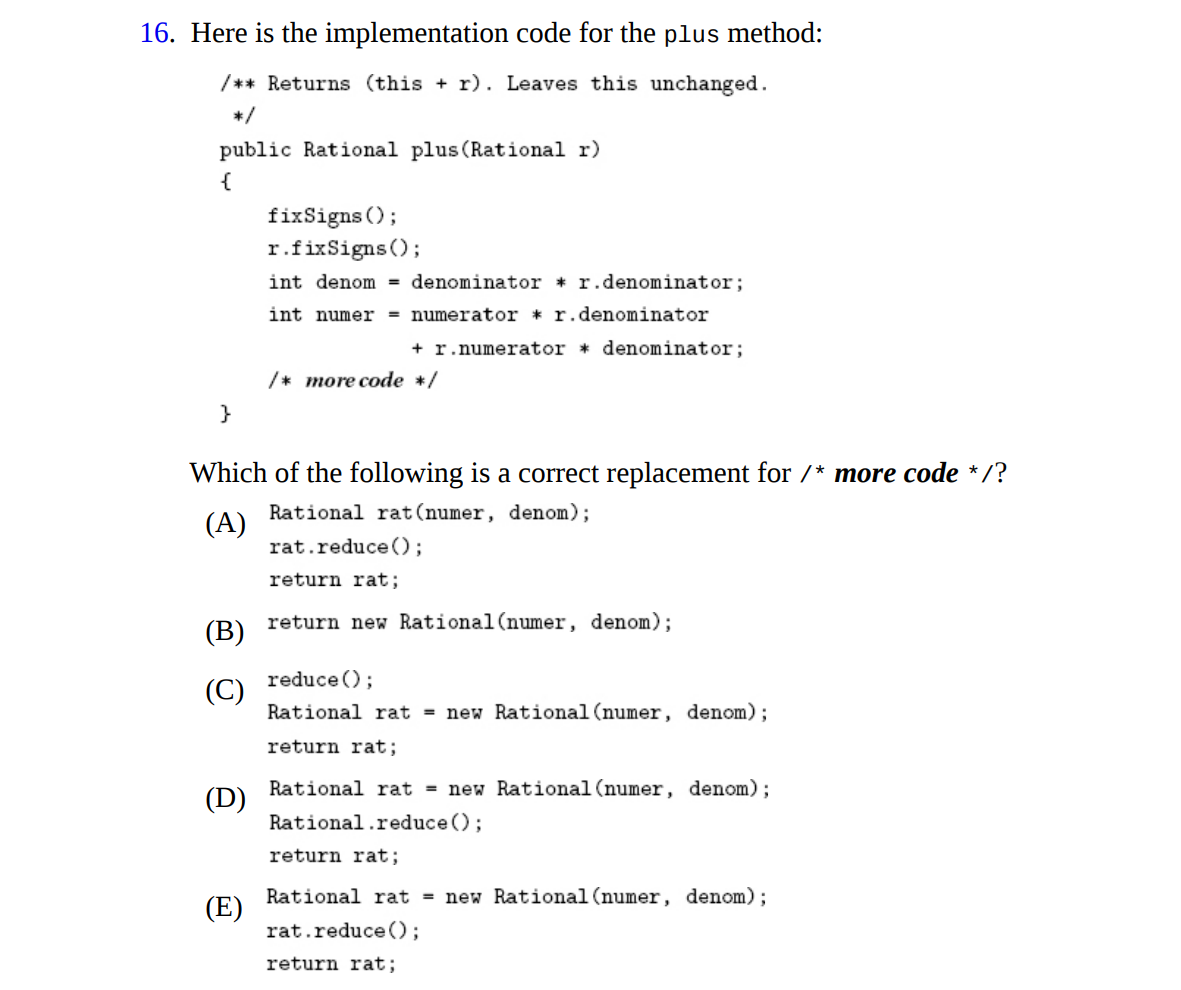 16. Here is the implementation code for the plus method:
/** Returns (this + r). Leaves this unchanged.
*/
public Rational plus(Rational r)
{
fixSigns();
r.fixSigns();
int denom = denominator * r.denominator;
int numer = numerator * r.denominator
+ r.numerator * denominator;
/* more code */
}
Which of the following is a correct replacement for /* more code */?
(A) Rational rat(numer, denom);
rat.reduce();
return rat;
(B) return new Rational(numer, denom);
(C) reduce();
Rational rat = new Rational(numer, denom);
return rat;
(D) Rational rat = new Rational(numer, denom);
Rational.reduce();
return rat;
(E) Rational rat = new Rational(numer, denom);
rat.reduce();
return rat;